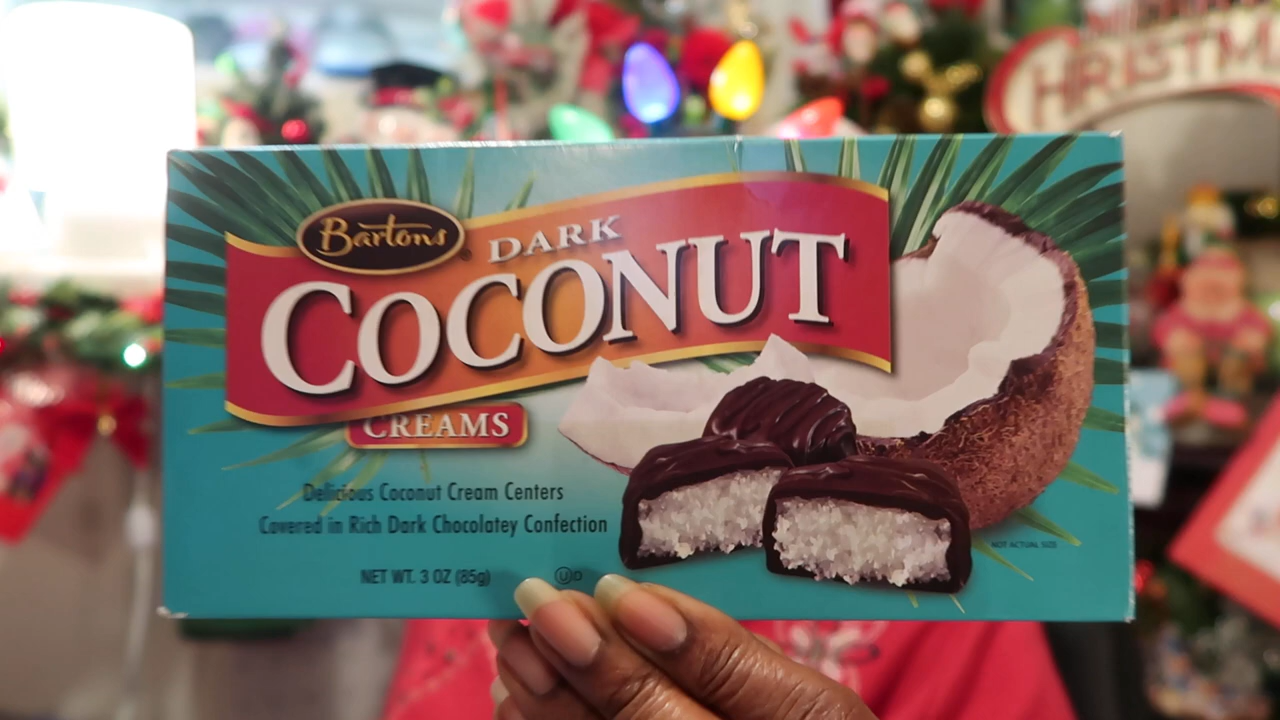 Bartons
DARK
COCONUT
CREAMS
Delicious Coconut Cream Centers
Covered in Rich Dark Chocolatey Confection
NET WT. 3 OZ (85g)
Ⓤ D
NOT ACTUAL SIZE